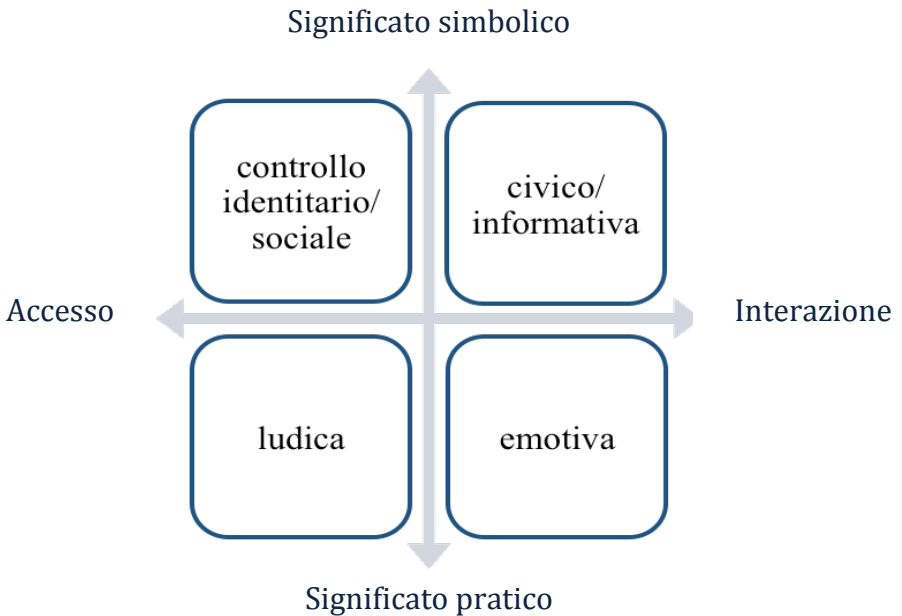 Significato simbolico
controllo
identitario/
sociale
civico/
informativa
Accesso
Interazione
ludica
emotiva
Significato pratico